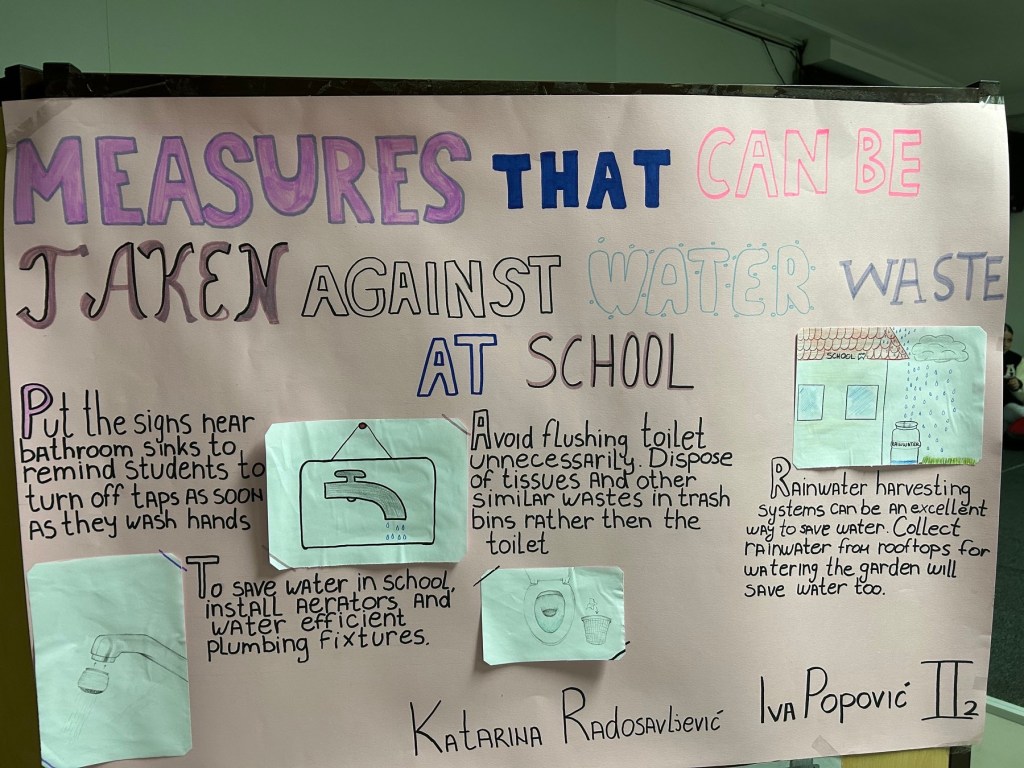 MEASURES THAT CAN BE
TAKEN AGAINST WATER WASTE
AT SCHOOL
Put the signs near
bathroom sinks to
remind students to
turn off taps as soon
as they wash hands
To save water in school,
install aerators and
water efficient
plumbing fixtures.
Avoid flushing toilet
unnecessarily. Dispose
of tissues and other
similar wastes in trash
bins rather then the
toilet
SCHOOL
RAINWATER
Rainwater harvesting
systems can be an excellent
way to save water. Collect
rainwater from rooftops for
watering the garden will
save water too.
Katarina Radosavljević
Iva Popović II2